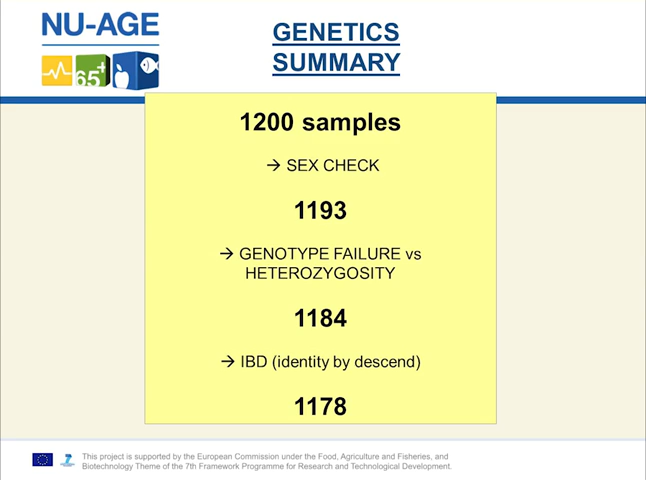 NU-AGE
65+
GENETICS
SUMMARY
1200 samples
→ SEX CHECK
1193
→ GENOTYPE FAILURE vs
HETEROZYGOSITY
1184
→ IBD (identity by descend)
1178
This project is supported by the European Commission under the Food, Agriculture and Fisheries, and
Biotechnology Theme of the 7th Framework Programme for Research and Technological Development.